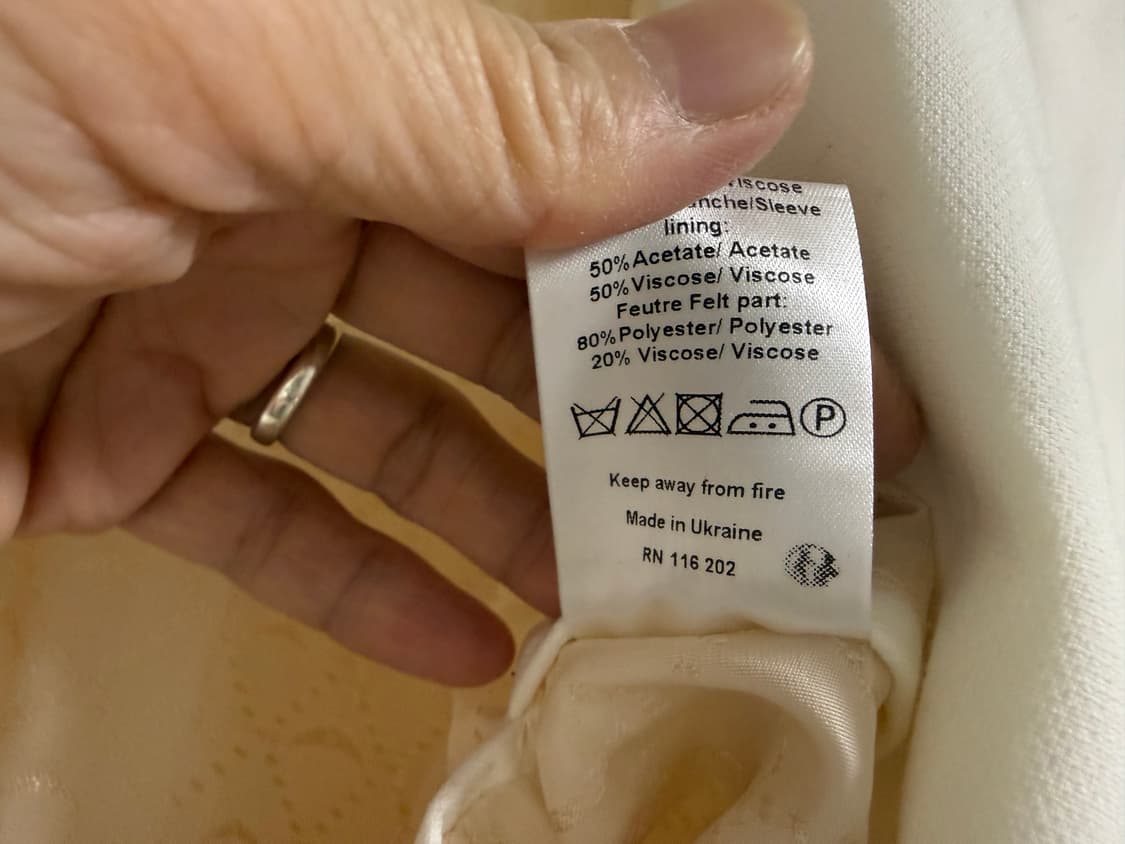 lining:
50% Acetate/ Acetate
50% Viscose/ Viscose
Feutre Felt part:
80% Polyester/ Polyester
20% Viscose/ Viscose
P
Keep away from fire
Made in Ukraine
RN 116 202